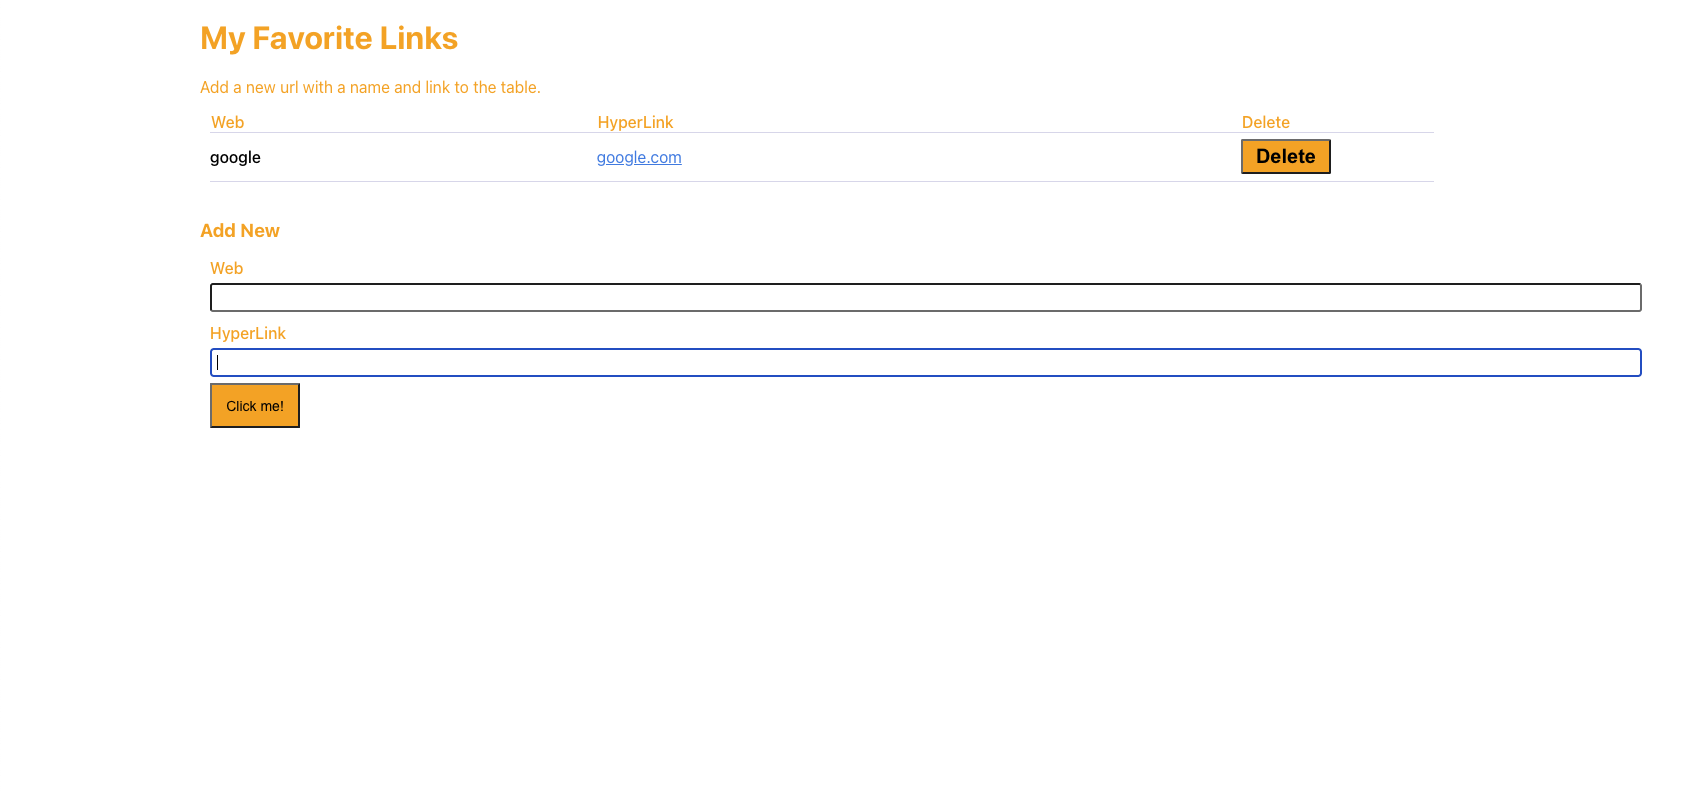 My Favorite Links
Add a new url with a name and link to the table.
Web HyperLink Delete
google google.com Delete
Add New
Web
HyperLink
Click me!